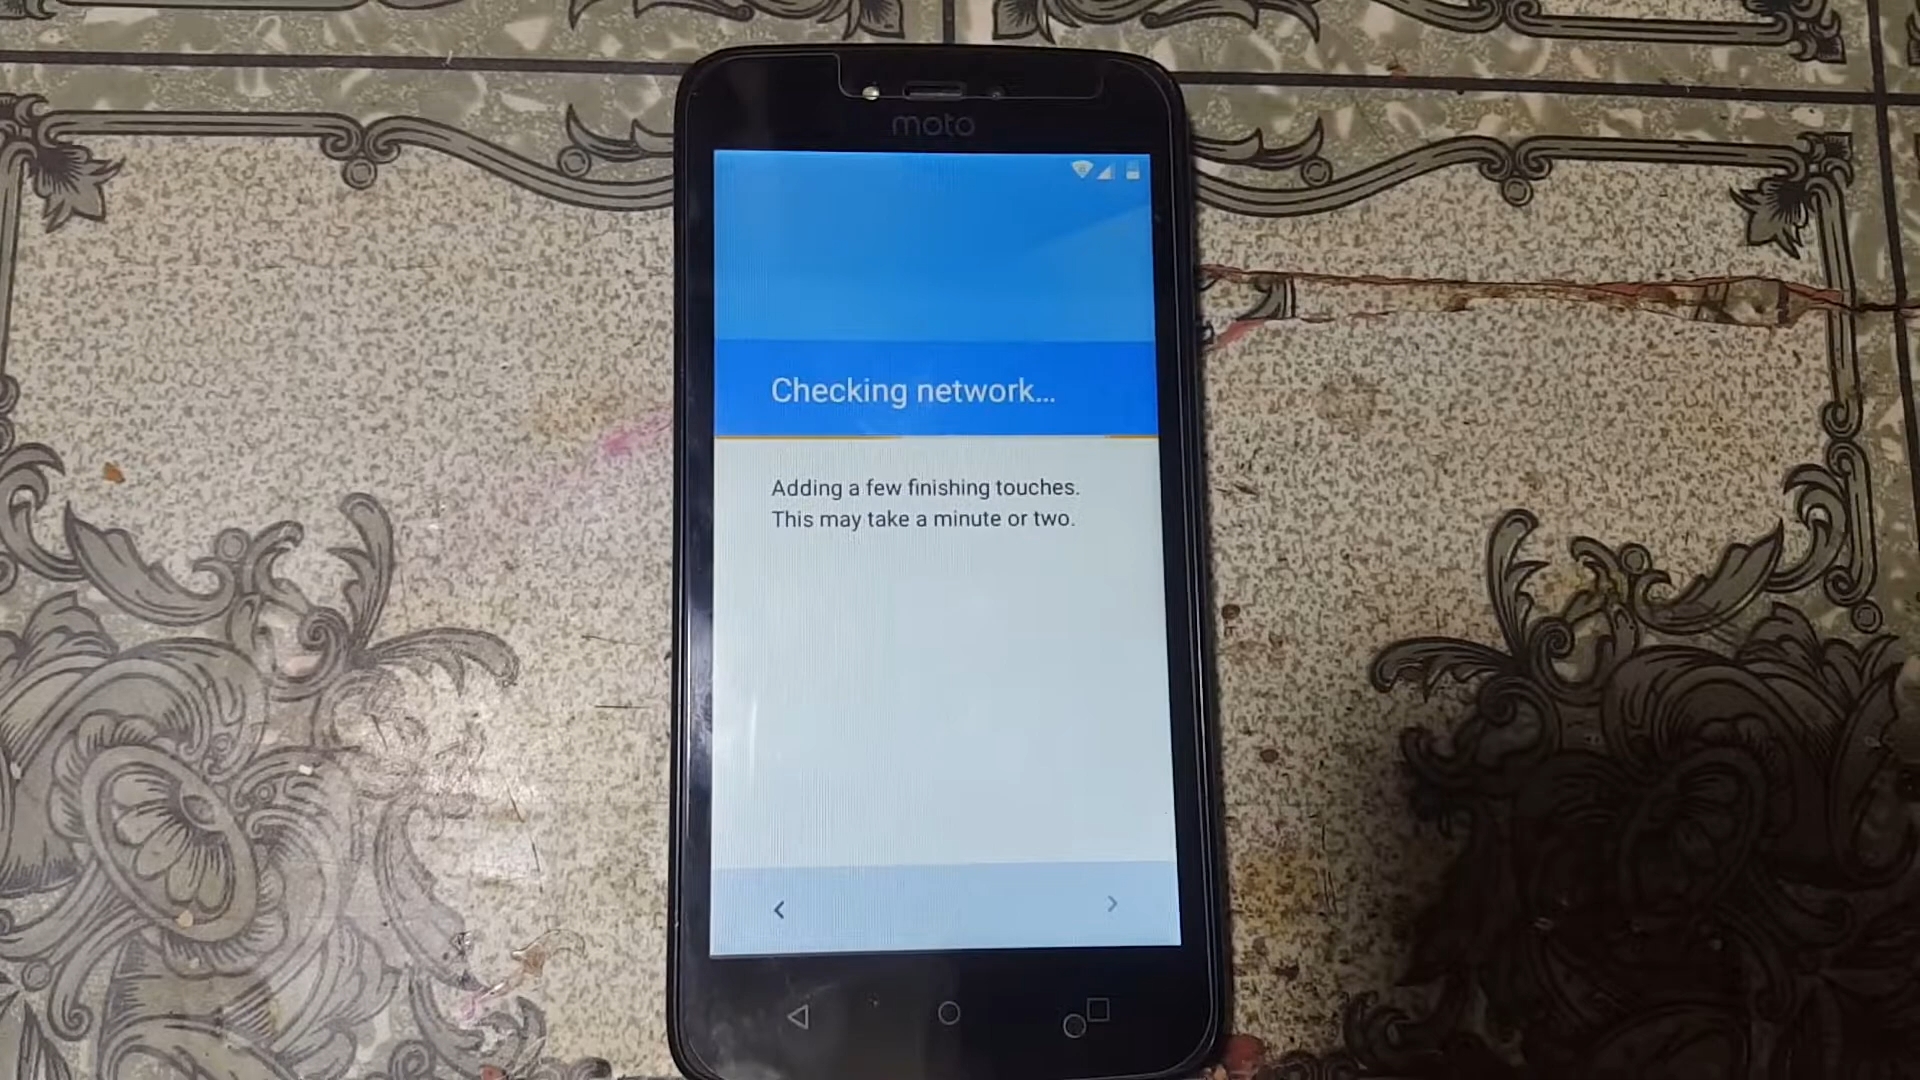 moto
Checking network...
Adding a few finishing touches.
This may take a minute or two.